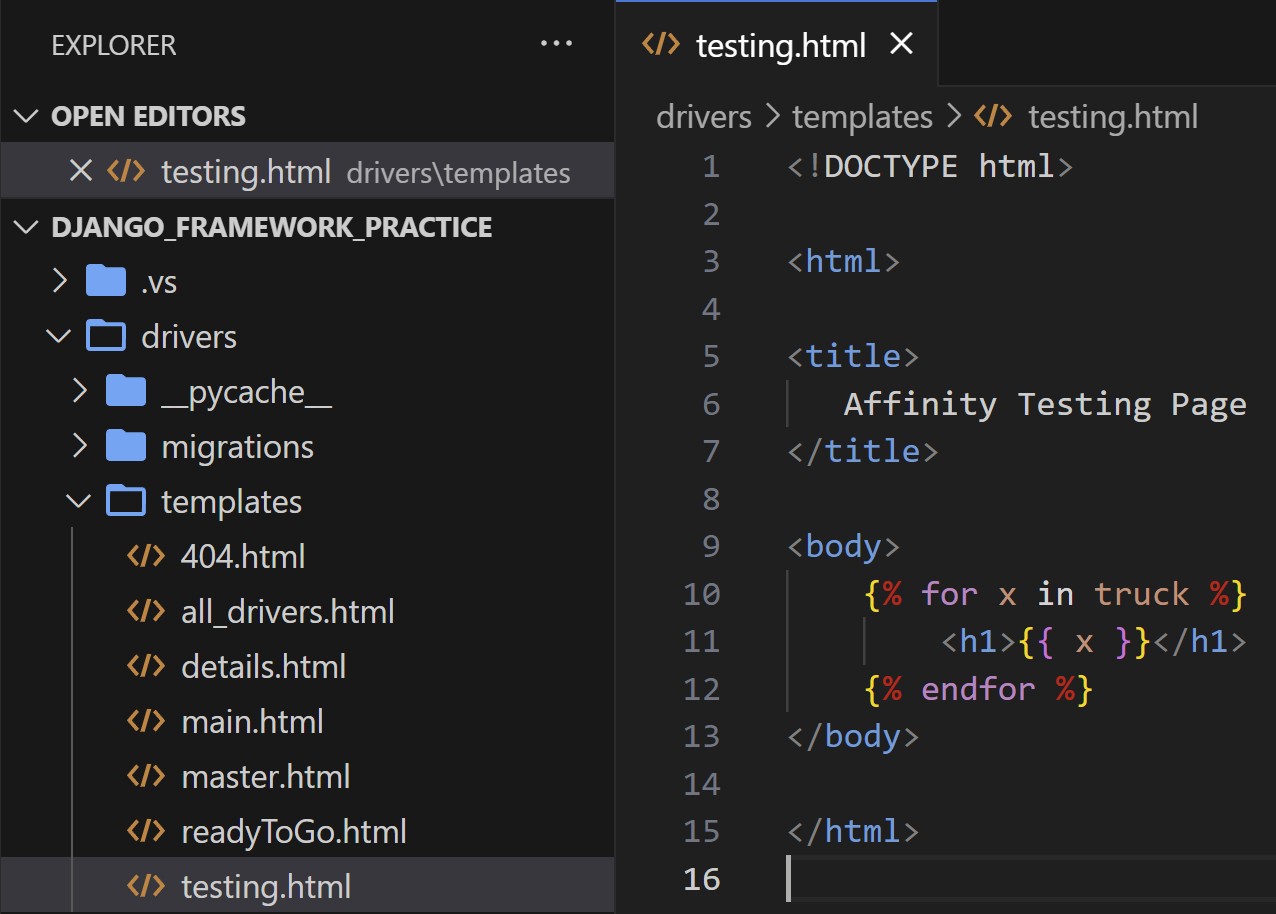 EXPLORER ...
OPEN EDITORS
testing.html drivers\templates
DJANGO_FRAMEWORK_PRACTICE
.vs
drivers
__pycache__
migrations
templates
404.html
all_drivers.html
details.html
main.html
master.html
readyToGo.html
testing.html
testing.html
drivers > templates > testing.html
1 <!DOCTYPE html>
2
3 <html>
4
5 <title>
6 Affinity Testing Page
7 </title>
8
9 <body>
10 {% for x in truck %}
11 <h1>{{ x }}</h1>
12 {% endfor %}
13 </body>
14
15 </html>
16